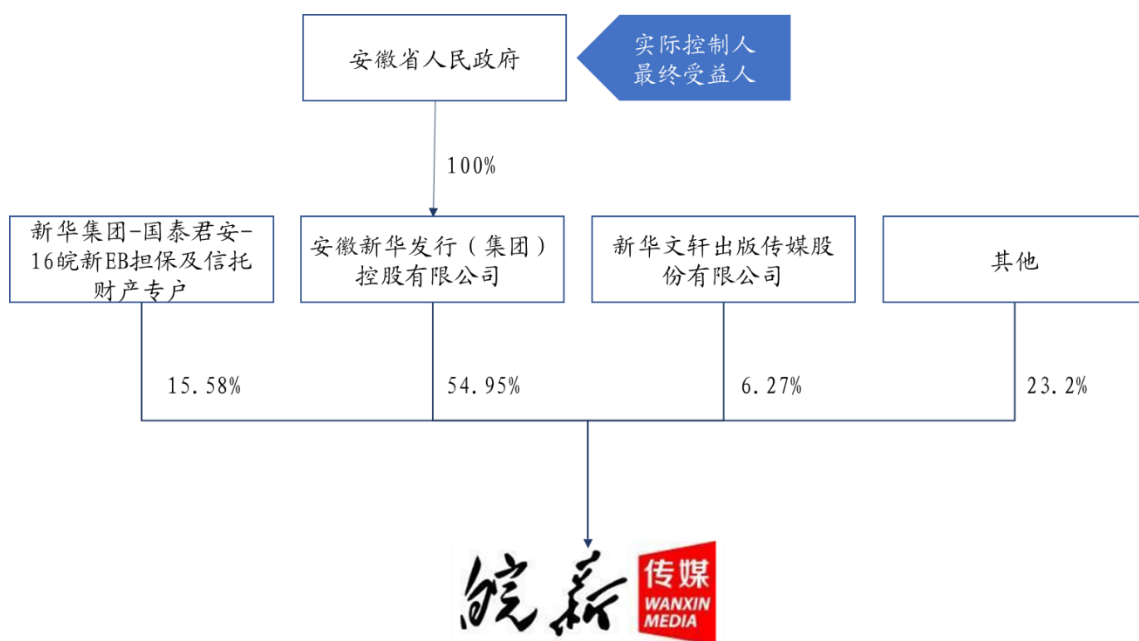 安徽省人民政府
实际控制人
最终受益人
100%
新华集团-国泰君安-
16皖新EB担保及信托
财产专户
安徽新华发行（集团）
控股有限公司
新华文轩出版传媒股
份有限公司
其他
15.58%
54.95%
6.27%
23.2%
皖新
传媒
WANXIN
MEDIA